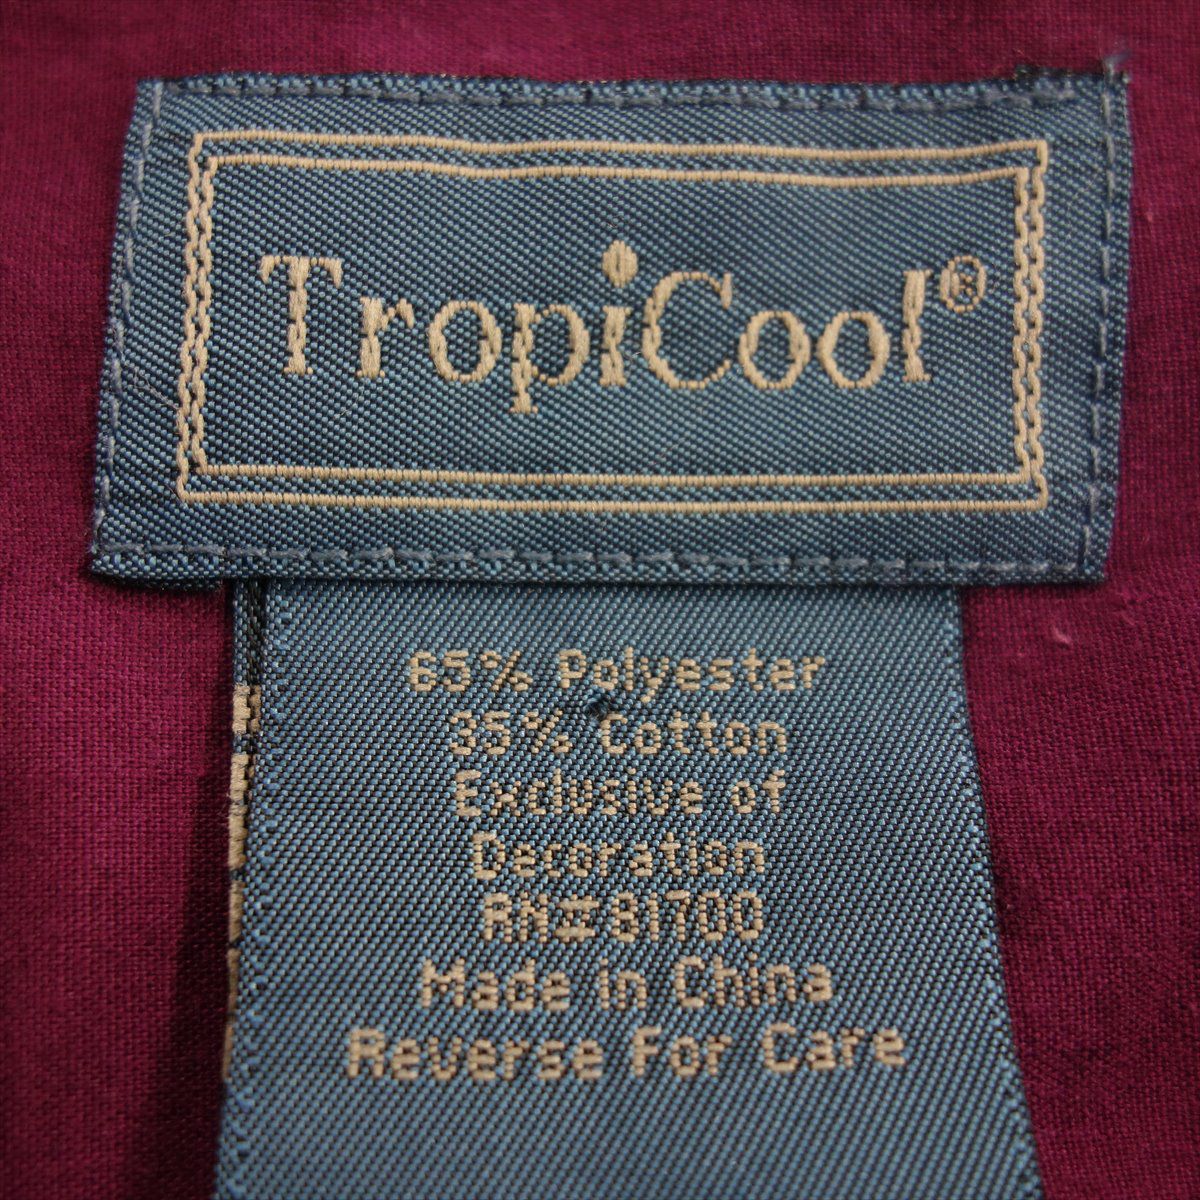 TropiCool®
65% Polyester
35% Cotton
Exclusive of
Decoration
RN# 81700
Made in China
Reverse For Care